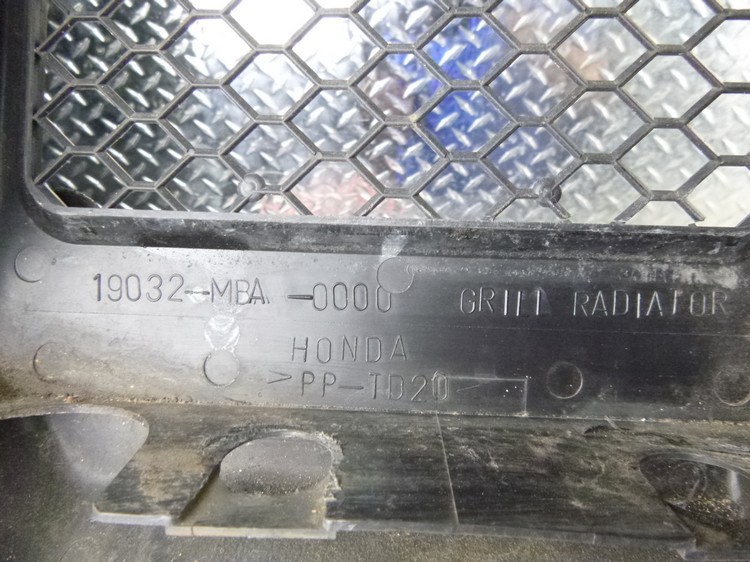 19032-MBA-0000 GRILL RADIATOR
HONDA
>PP-TD20<